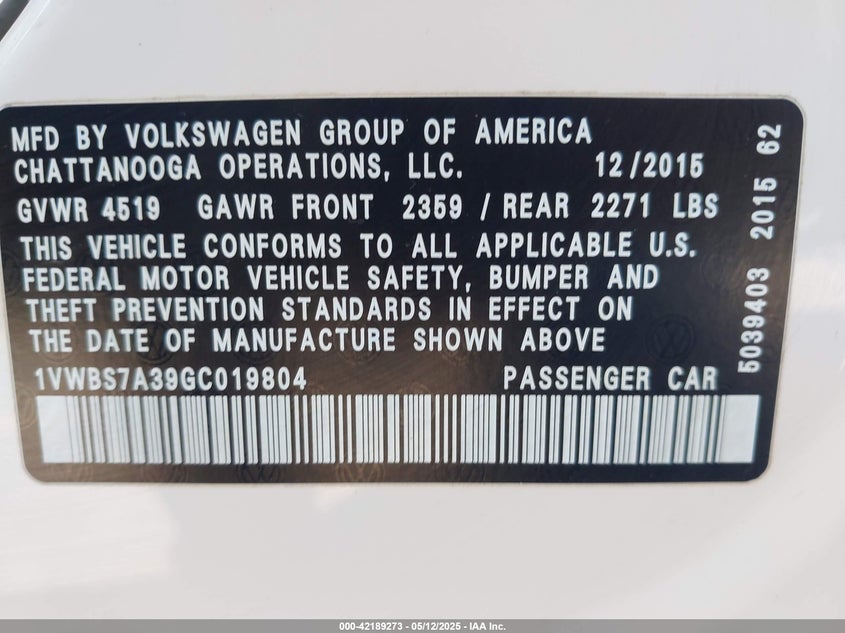 MFD BY VOLKSWAGEN GROUP OF AMERICA
CHATTANOOGA OPERATIONS, LLC. 12/2015
GVWR 4519 GAWR FRONT 2359 / REAR 2271 LBS
THIS VEHICLE CONFORMS TO ALL APPLICABLE U.S.
FEDERAL MOTOR VEHICLE SAFETY, BUMPER AND
THEFT PREVENTION STANDARDS IN EFFECT ON
THE DATE OF MANUFACTURE SHOWN ABOVE
1VWBS7A39GC019804 PASSENGER CAR
5039403 2015 62
000-42189273 - 05/12/2025 - IAA Inc.